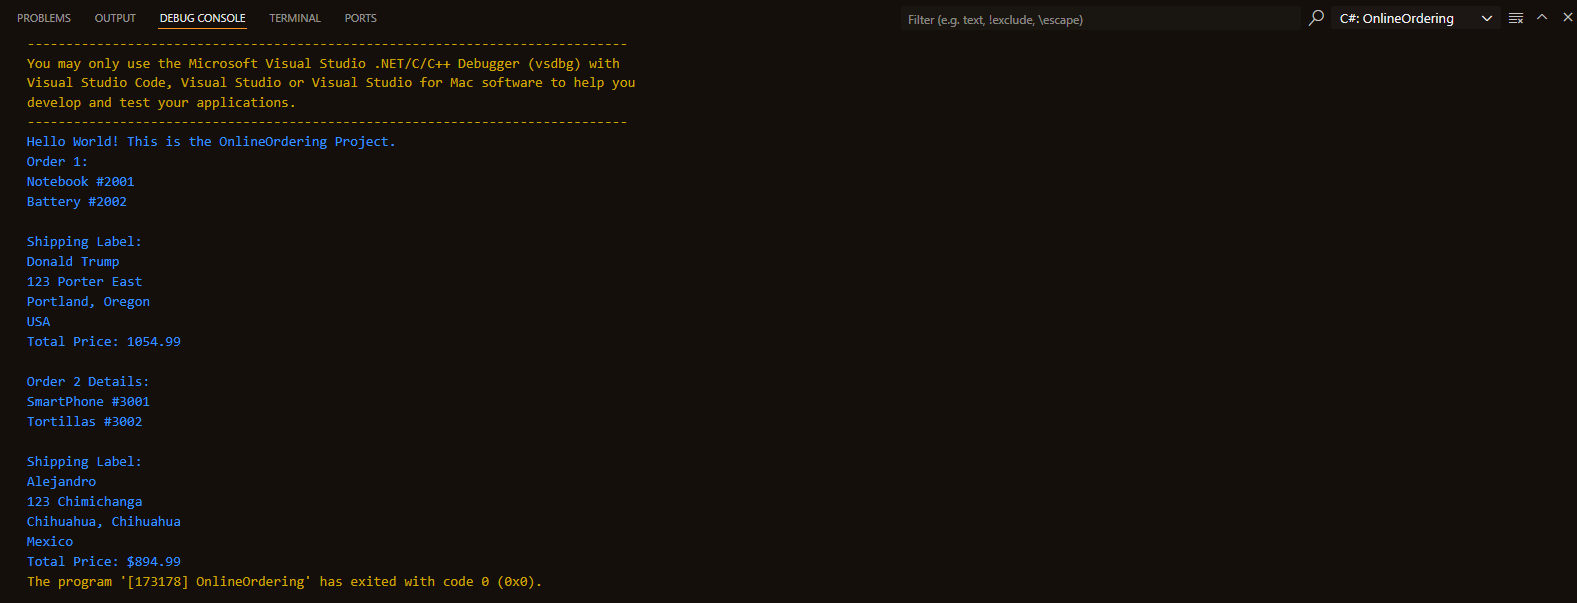 PROBLEMS OUTPUT DEBUG CONSOLE TERMINAL PORTS Filter (e.g. text, !exclude, \escape) C#: OnlineOrdering
------------------------------------------------------------------------------
You may only use the Microsoft Visual Studio .NET/C/C++ Debugger (vsdbg) with
Visual Studio Code, Visual Studio or Visual Studio for Mac software to help you
develop and test your applications.
------------------------------------------------------------------------------
Hello World! This is the OnlineOrdering Project.
Order 1:
Notebook #2001
Battery #2002

Shipping Label:
Donald Trump
123 Porter East
Portland, Oregon
USA
Total Price: 1054.99

Order 2 Details:
SmartPhone #3001
Tortillas #3002

Shipping Label:
Alejandro
123 Chimichanga
Chihuahua, Chihuahua
Mexico
Total Price: $894.99
The program '[173178] OnlineOrdering' has exited with code 0 (0x0).